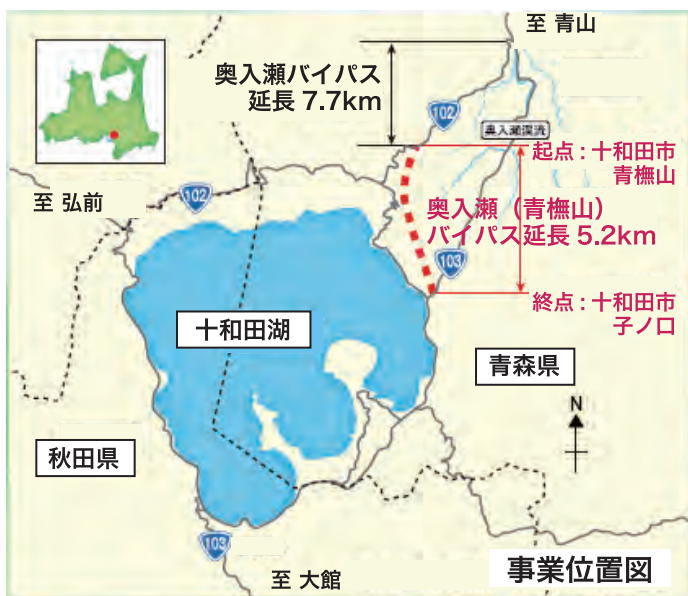 至 青山
奥入瀬バイパス
延長 7.7km
102
奥入瀬渓流
起点 : 十和田市
青橅山
至 弘前
102
奥入瀬（青橅山）
バイパス延長 5.2km
103
終点 : 十和田市
子ノ口
十和田湖
青森県
N
秋田県
103
至 大館
事業位置図